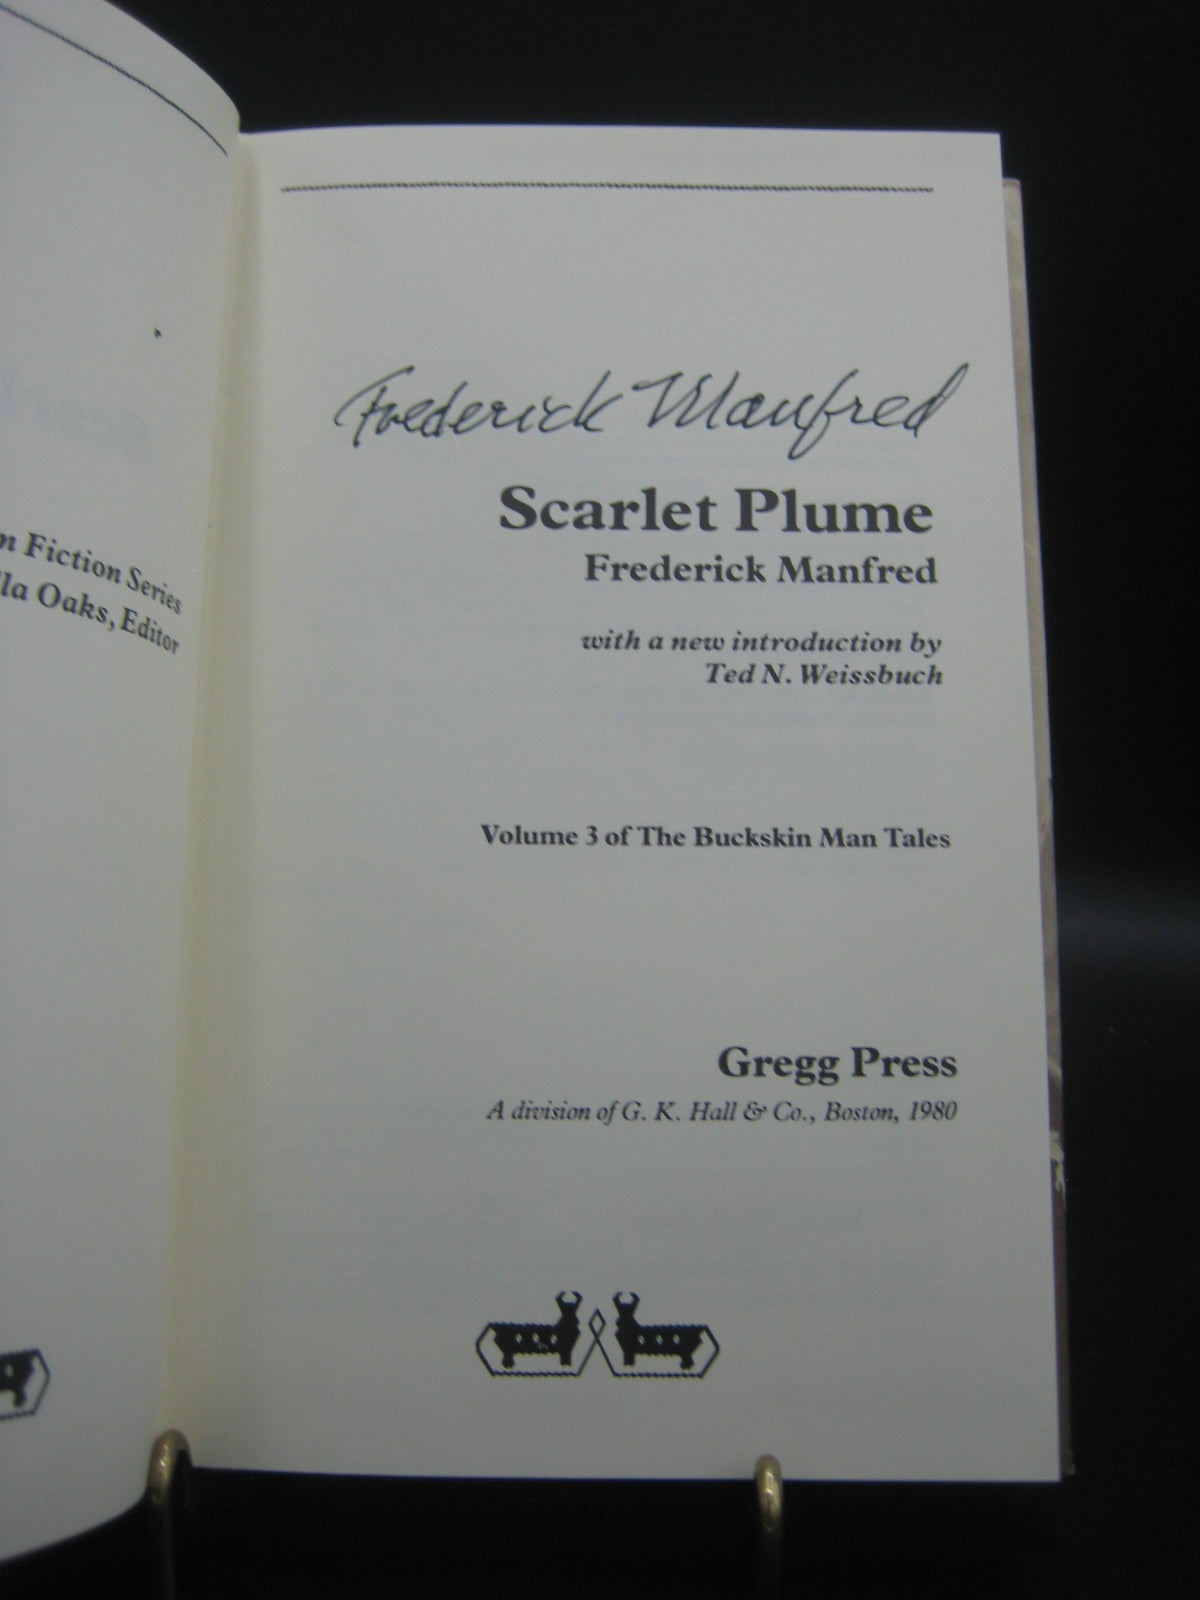 Fiction Series
Oaks, Editor
Frederick Manfred
Scarlet Plume
Frederick Manfred
with a new introduction by
Ted N. Weissbuch
Volume 3 of The Buckskin Man Tales
Gregg Press
A division of G. K. Hall & Co., Boston, 1980